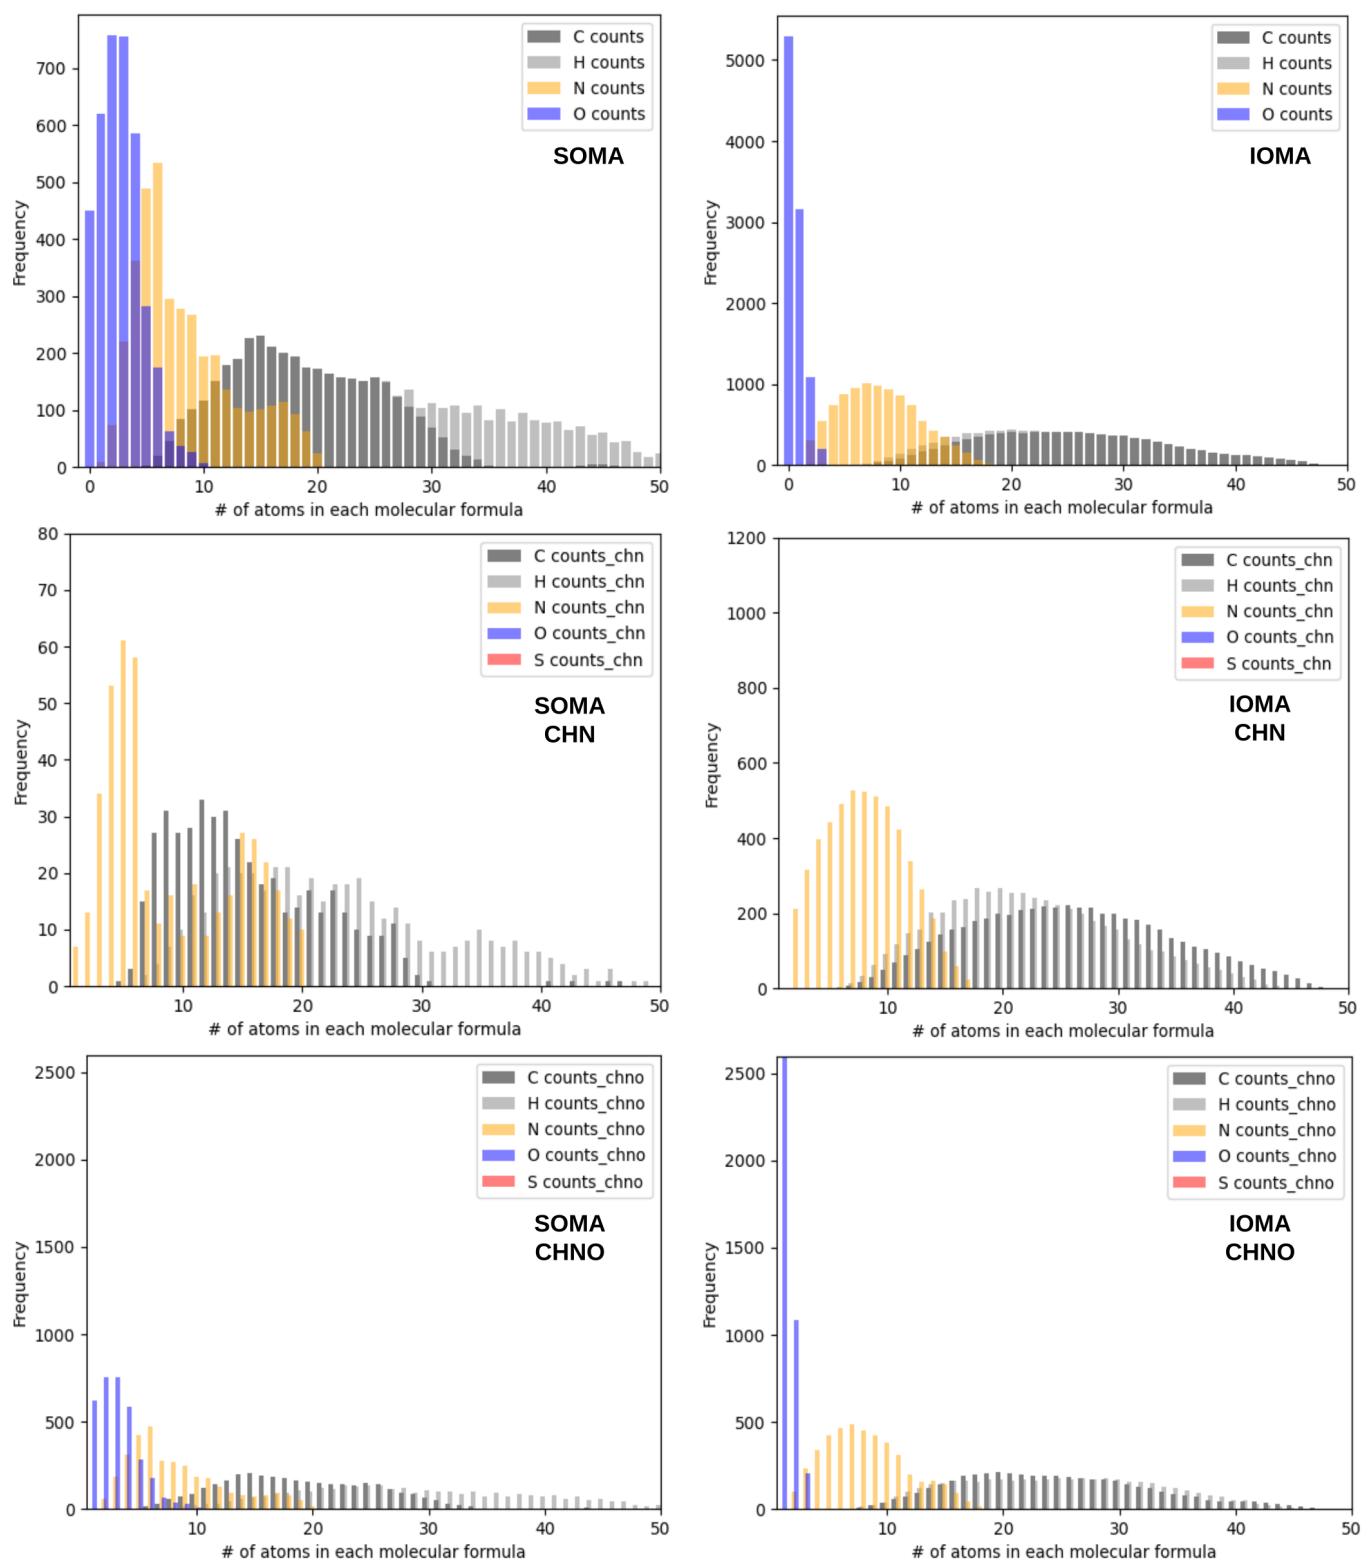 C counts
H counts
N counts
O counts
SOMA
Frequency
700
600
500
400
300
200
100
0
0 10 20 30 40 50
# of atoms in each molecular formula
C counts
H counts
N counts
O counts
IOMA
Frequency
5000
4000
3000
2000
1000
0
0 10 20 30 40 50
# of atoms in each molecular formula
C counts_chn
H counts_chn
N counts_chn
O counts_chn
S counts_chn
SOMA
CHN
Frequency
80
70
60
50
40
30
20
10
0
10 20 30 40 50
# of atoms in each molecular formula
C counts_chn
H counts_chn
N counts_chn
O counts_chn
S counts_chn
IOMA
CHN
Frequency
1200
1000
800
600
400
200
0
10 20 30 40 50
# of atoms in each molecular formula
C counts_chno
H counts_chno
N counts_chno
O counts_chno
S counts_chno
SOMA
CHNO
Frequency
2500
2000
1500
1000
500
0
10 20 30 40 50
# of atoms in each molecular formula
C counts_chno
H counts_chno
N counts_chno
O counts_chno
S counts_chno
IOMA
CHNO
Frequency
2500
2000
1500
1000
500
0
10 20 30 40 50
# of atoms in each molecular formula